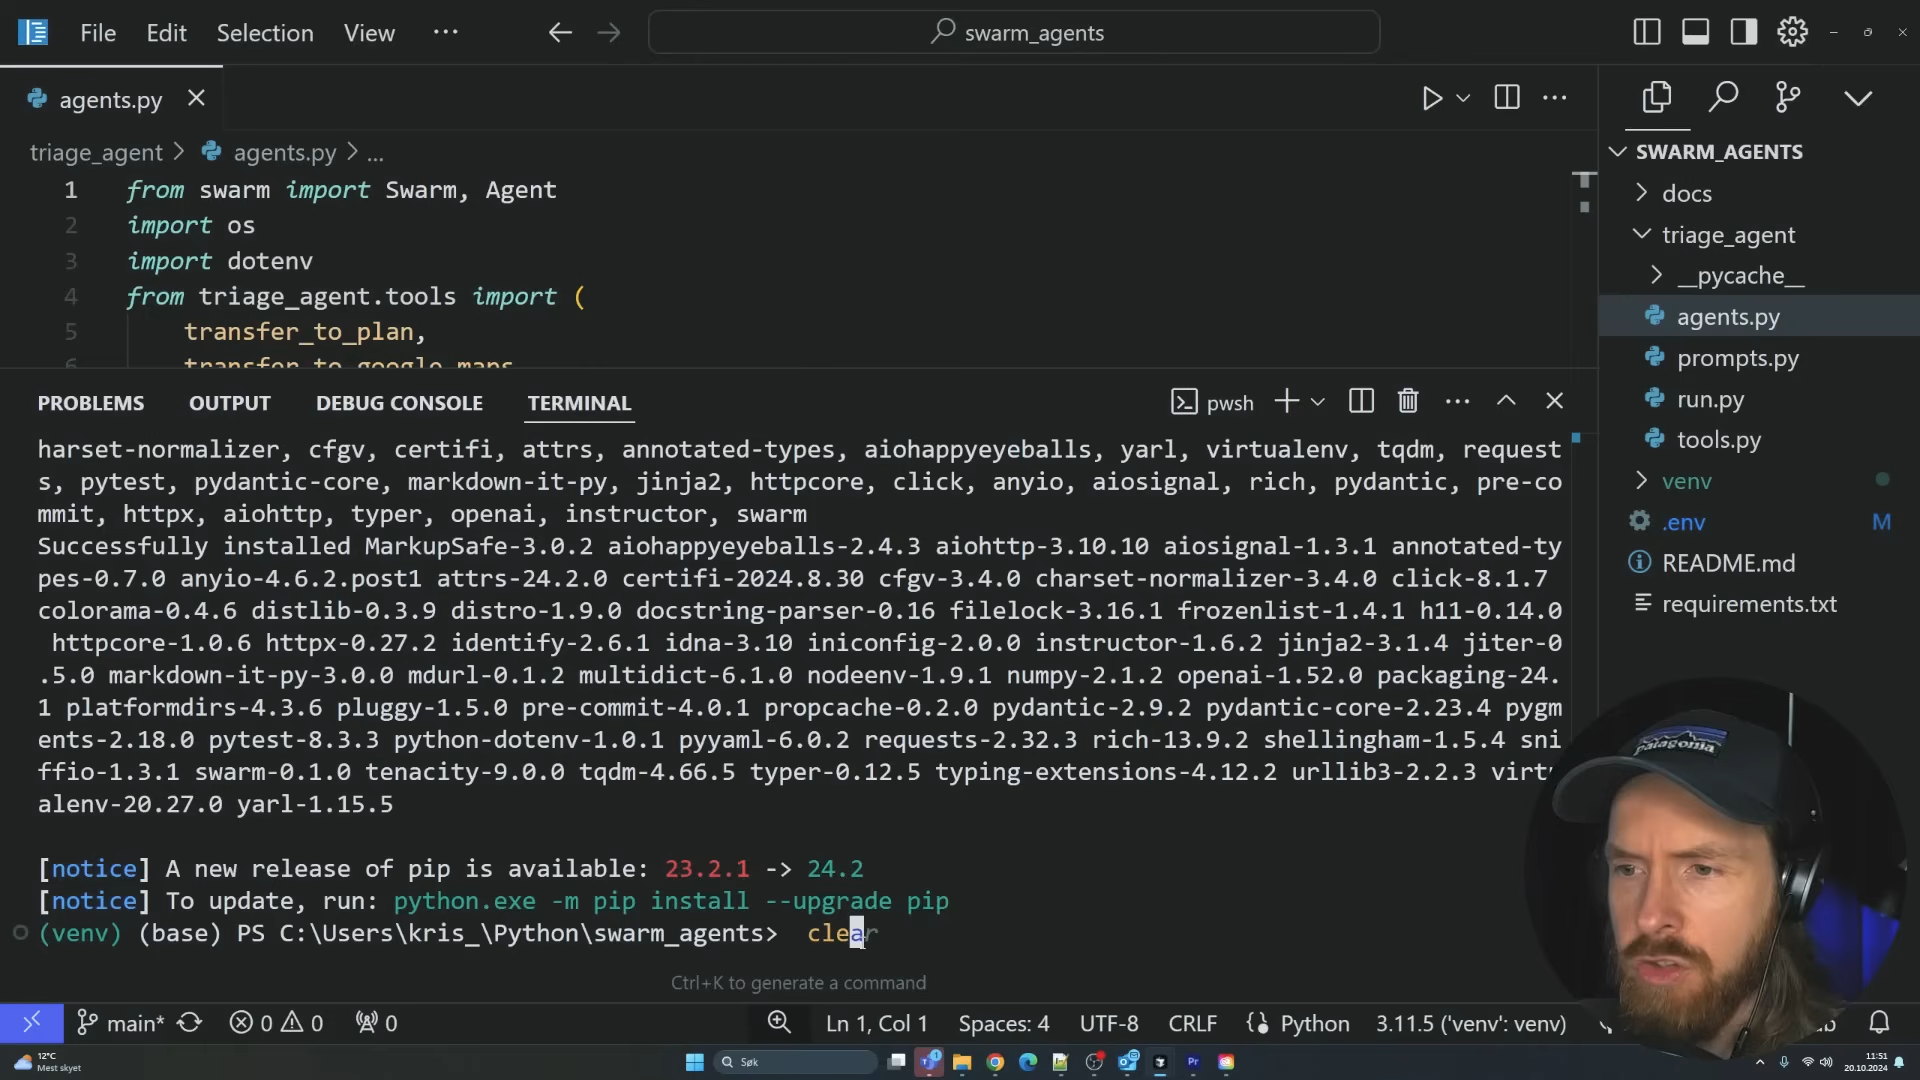 File Edit Selection View ··· swarm_agents
agents.py
triage_agent > agents.py > ...
1 from swarm import Swarm, Agent
2 import os
3 import dotenv
4 from triage_agent.tools import (
5 transfer_to_plan,
6 transfer_to_google_maps
PROBLEMS OUTPUT DEBUG CONSOLE TERMINAL pwsh
harset-normalizer, cfgv, certifi, attrs, annotated-types, aiohappyeyeballs, yarl, virtualenv, tqdm, request
s, pytest, pydantic-core, markdown-it-py, jinja2, httpcore, click, anyio, aiosignal, rich, pydantic, pre-co
mmit, httpx, aiohttp, typer, openai, instructor, swarm
Successfully installed MarkupSafe-3.0.2 aiohappyeyeballs-2.4.3 aiohttp-3.10.10 aiosignal-1.3.1 annotated-ty
pes-0.7.0 anyio-4.6.2.post1 attrs-24.2.0 certifi-2024.8.30 cfgv-3.4.0 charset-normalizer-3.4.0 click-8.1.7
colorama-0.4.6 distlib-0.3.9 distro-1.9.0 docstring-parser-0.16 filelock-3.16.1 frozenlist-1.4.1 h11-0.14.0
httpcore-1.0.6 httpx-0.27.2 identify-2.6.1 idna-3.10 iniconfig-2.0.0 instructor-1.6.2 jinja2-3.1.4 jiter-0
.5.0 markdown-it-py-3.0.0 mdurl-0.1.2 multidict-6.1.0 nodeenv-1.9.1 numpy-2.1.2 openai-1.52.0 packaging-24.
1 platformdirs-4.3.6 pluggy-1.5.0 pre-commit-4.0.1 propcache-0.2.0 pydantic-2.9.2 pydantic-core-2.23.4 pygm
ents-2.18.0 pytest-8.3.3 python-dotenv-1.0.1 pyyaml-6.0.2 requests-2.32.3 rich-13.9.2 shellingham-1.5.4 sni
ffio-1.3.1 swarm-0.1.0 tenacity-9.0.0 tqdm-4.66.5 typer-0.12.5 typing-extensions-4.12.2 urllib3-2.2.3 virtu
alenv-20.27.0 yarl-1.15.5
[notice] A new release of pip is available: 23.2.1 -> 24.2
[notice] To update, run: python.exe -m pip install --upgrade pip
(venv) (base) PS C:\Users\kris_\Python\swarm_agents> clear
Ctrl+K to generate a command
SWARM_AGENTS
docs
triage_agent
__pycache__
agents.py
prompts.py
run.py
tools.py
venv
.env M
README.md
requirements.txt
patagonia
main* 0 0 0 Ln 1, Col 1 Spaces: 4 UTF-8 CRLF Python 3.11.5 ('venv': venv)
12°C
Mest skyet
Søk
11:51
20.10.2024